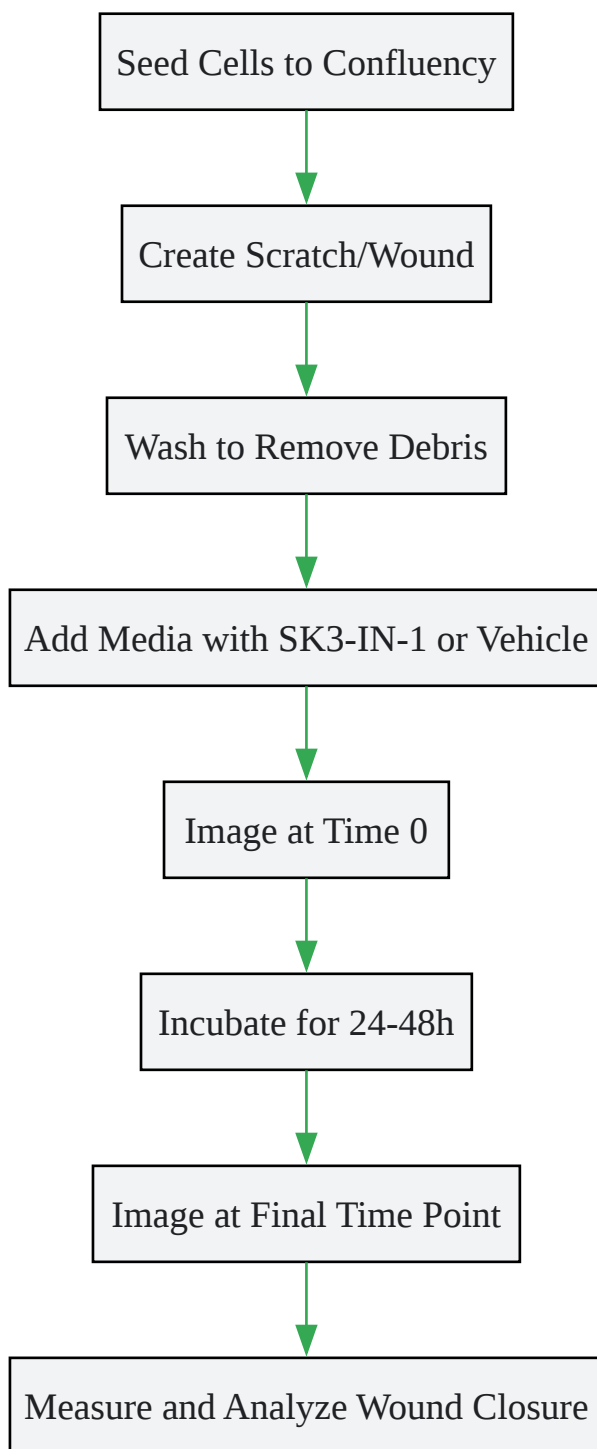 Seed Cells to Confluency
Create Scratch/Wound
Wash to Remove Debris
Add Media with SK3-IN-1 or Vehicle
Image at Time 0
Incubate for 24-48h
Image at Final Time Point
Measure and Analyze Wound Closure